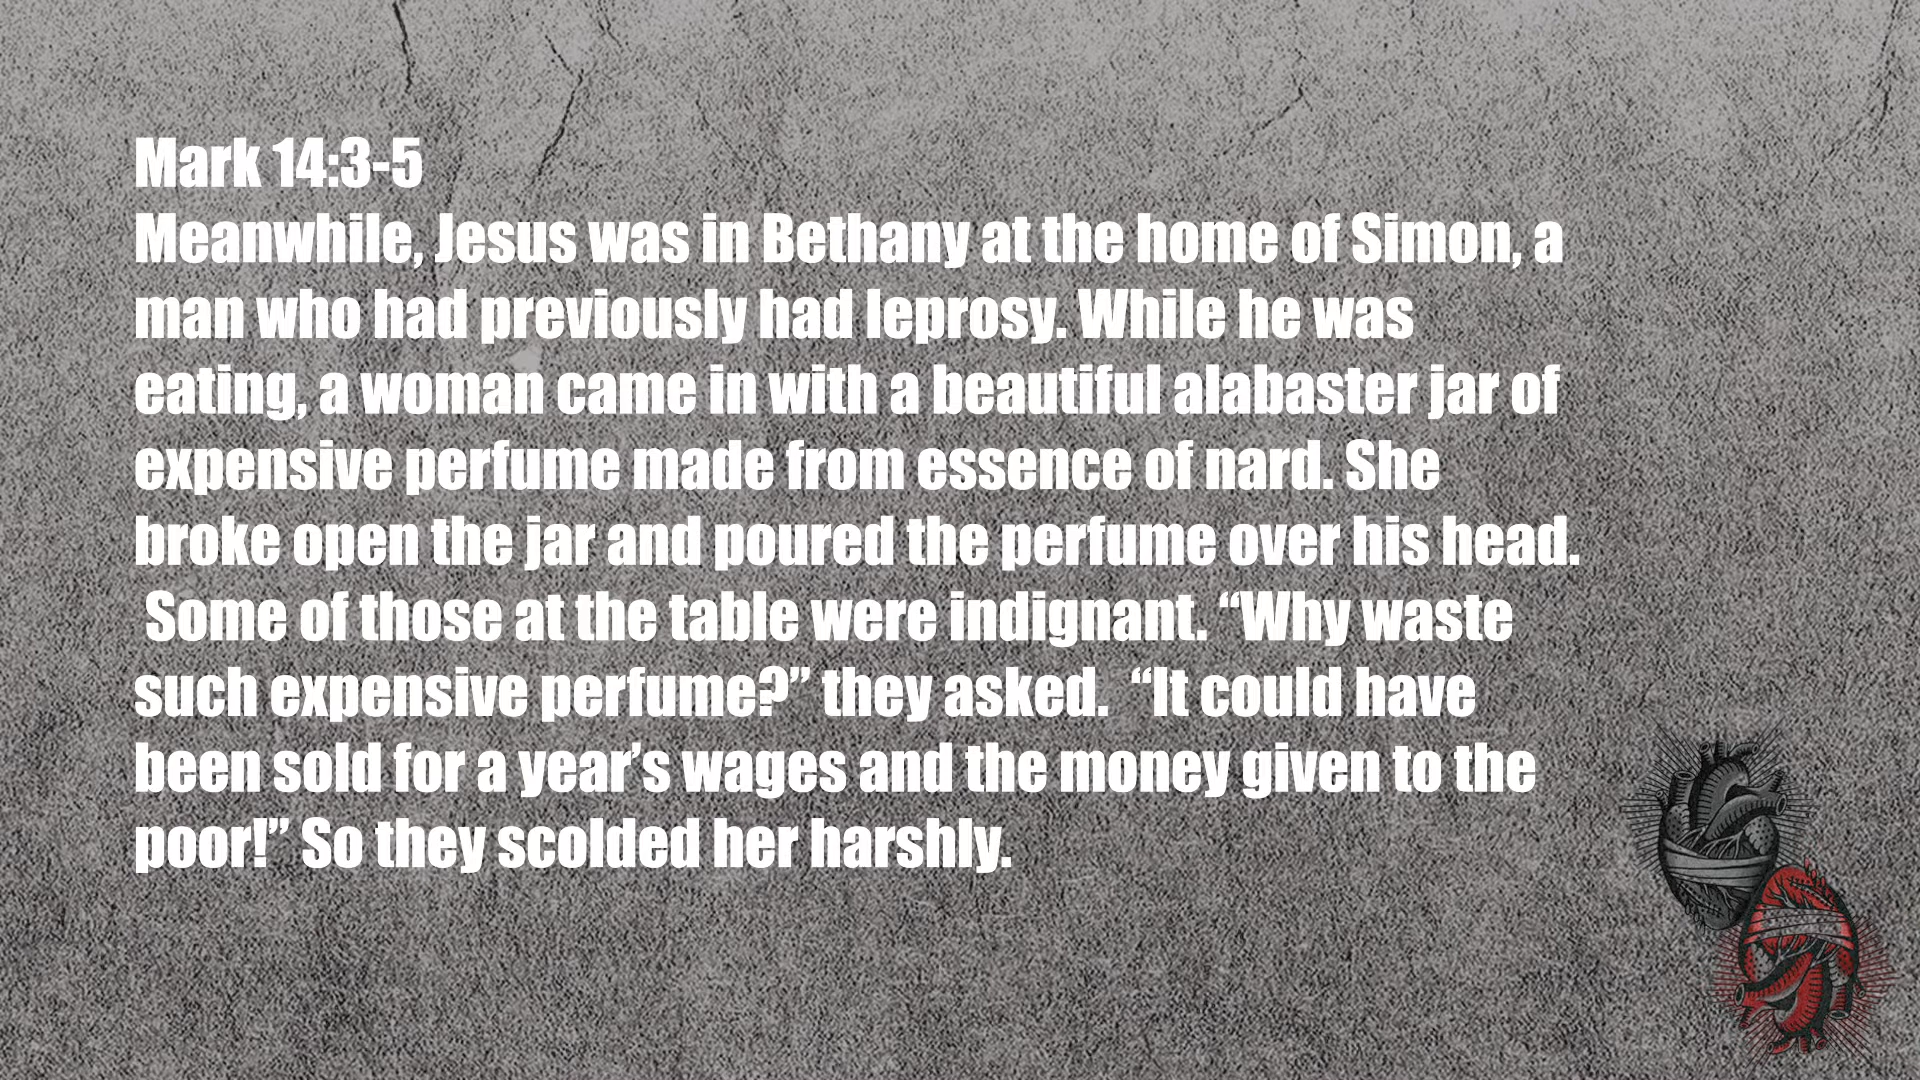 Mark 14:3-5
Meanwhile, Jesus was in Bethany at the home of Simon, a
man who had previously had leprosy. While he was
eating, a woman came in with a beautiful alabaster jar of
expensive perfume made from essence of nard. She
broke open the jar and poured the perfume over his head.
Some of those at the table were indignant. “Why waste
such expensive perfume?” they asked.  “It could have
been sold for a year’s wages and the money given to the
poor!” So they scolded her harshly.